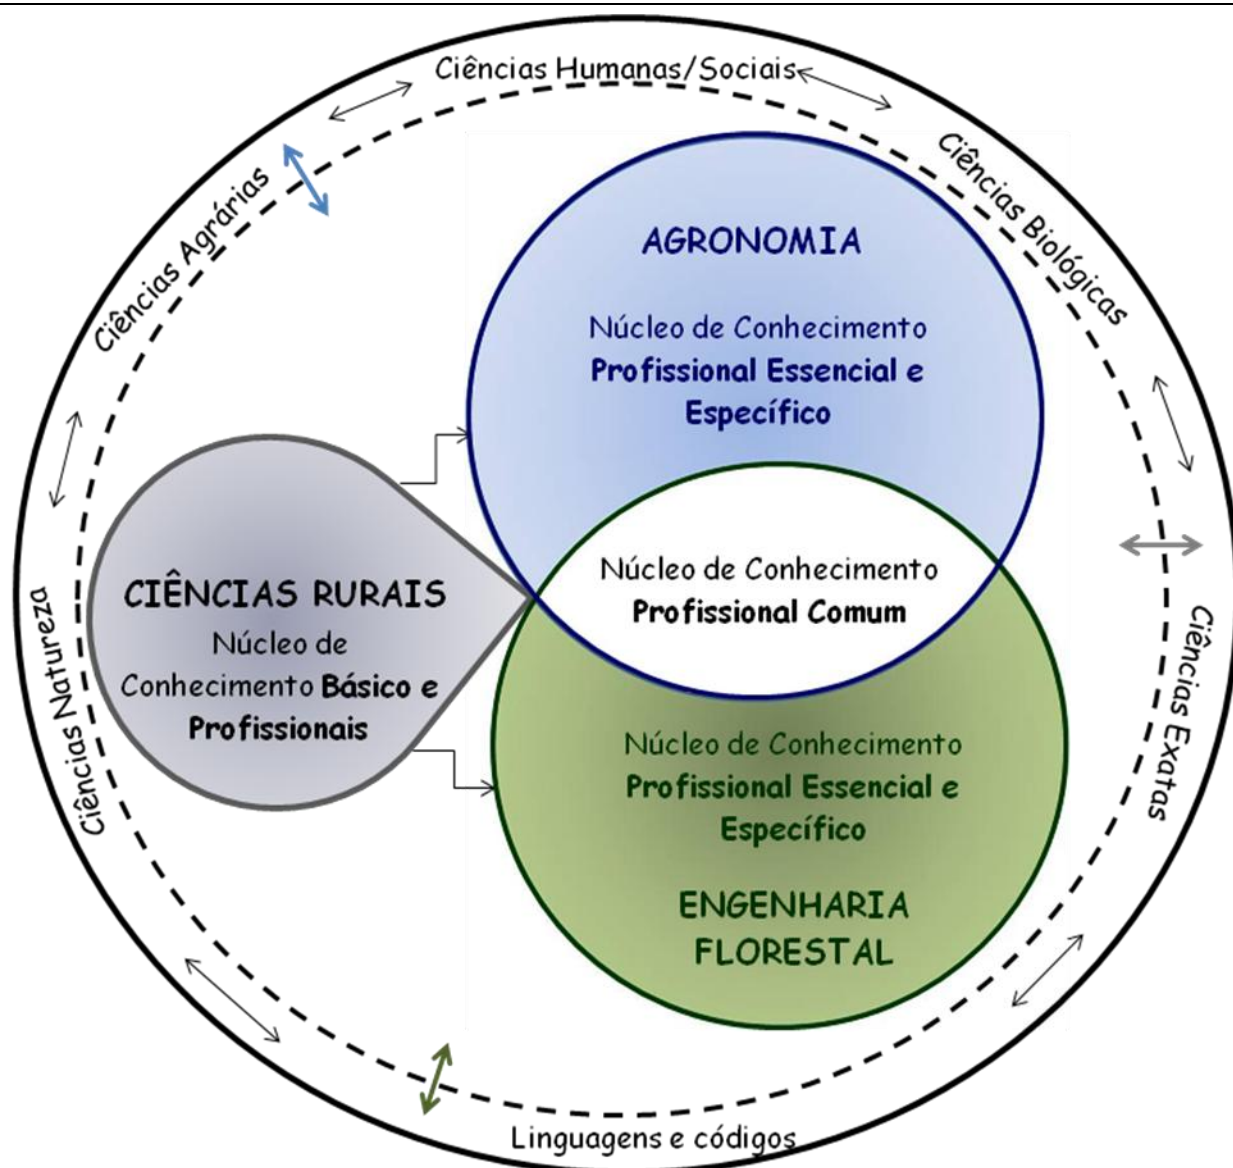 Ciências Humanas/Sociais
Ciências Agrárias
Ciências Biológicas
AGRONOMIA
Núcleo de Conhecimento
Profissional Essencial e
Específico
Núcleo de Conhecimento
Profissional Comum
CIÊNCIAS RURAIS
Núcleo de
Conhecimento Básico e
Profissionais
Ciências Natureza
Ciências Exatas
Núcleo de Conhecimento
Profissional Essencial e
Específico
ENGENHARIA
FLORESTAL
Linguagens e códigos